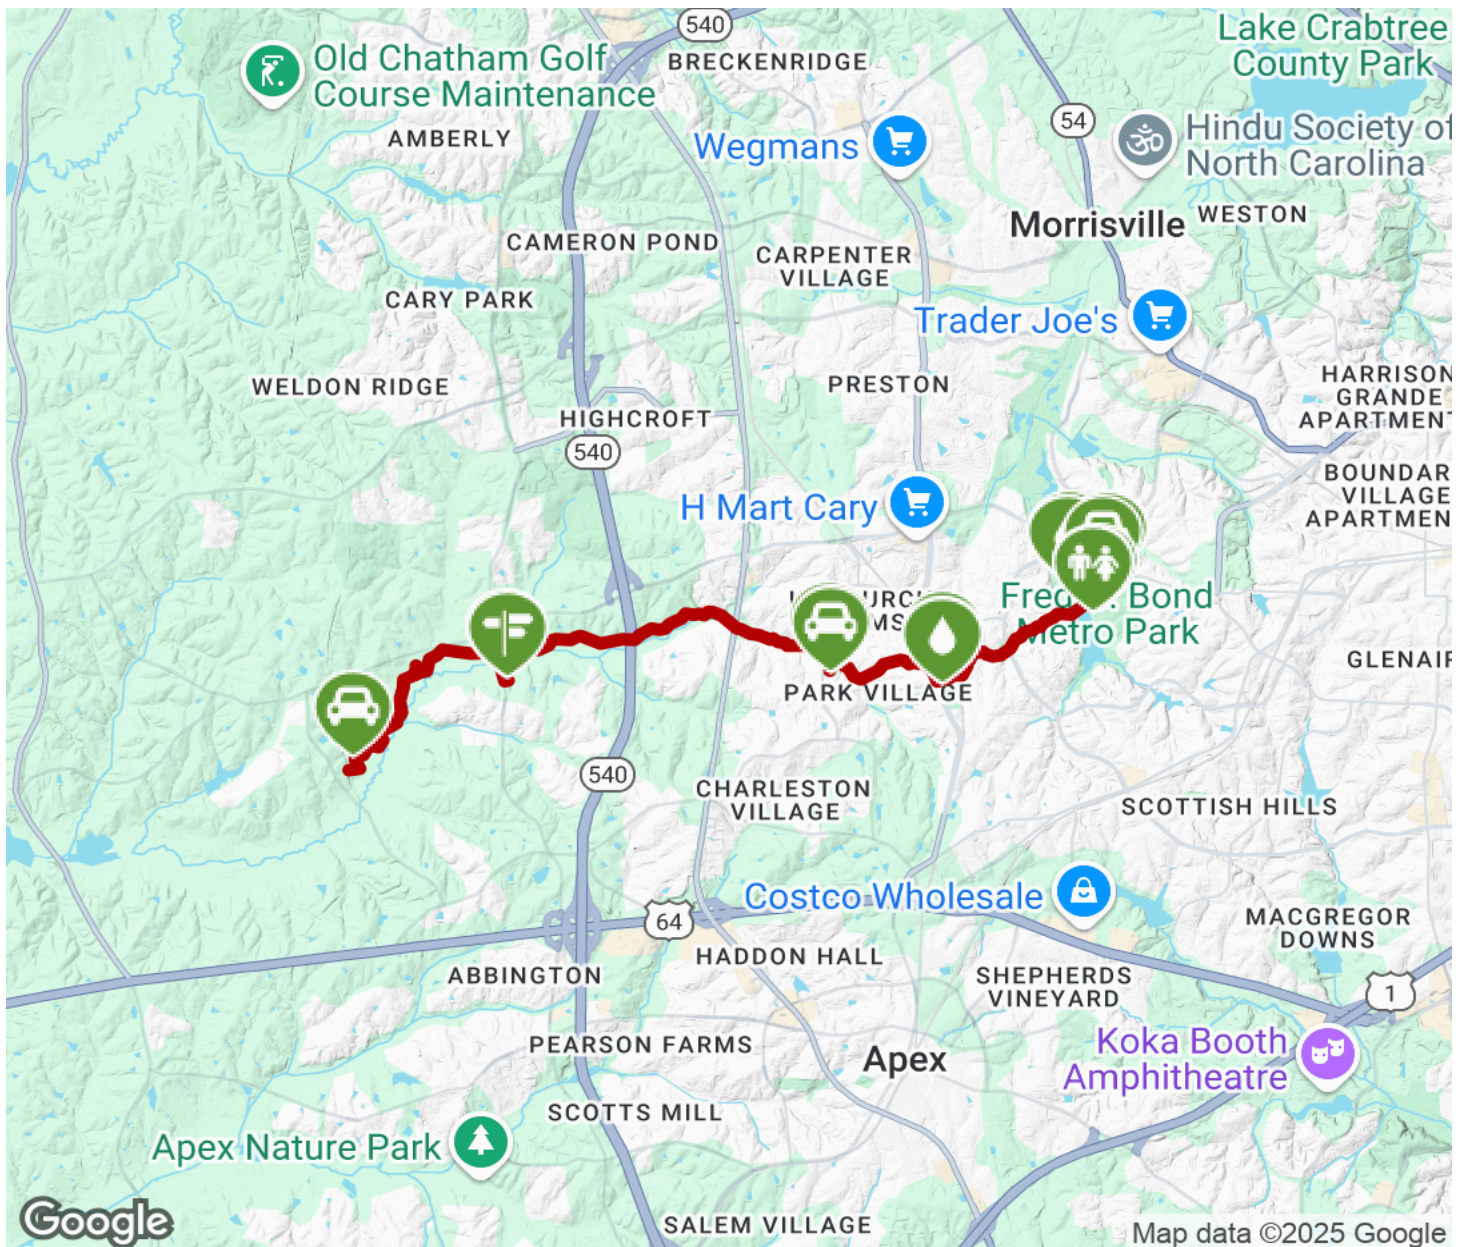 540
BRECKENRIDGE
Lake Crabtree
County Park
Old Chatham Golf
Course Maintenance
AMBERLY
54
Wegmans
Hindu Society of
North Carolina
Morrisville
WESTON
CAMERON POND
CARPENTER
VILLAGE
CARY PARK
Trader Joe's
WELDON RIDGE
PRESTON
HARRISON
GRANDE
APARTMENT
HIGHCROFT
540
BOUNDAR
VILLAGE
APARTMEN
H Mart Cary
Bond
Metro Park
GLENAIF
PARK VILLAGE
540
CHARLESTON
VILLAGE
SCOTTISH HILLS
Costco Wholesale
64
MACGREGOR
DOWNS
HADDON HALL
ABBINGTON
SHEPHERDS
VINEYARD
1
PEARSON FARMS
Apex
Koka Booth
Amphitheatre
SCOTTS MILL
Apex Nature Park
Google
SALEM VILLAGE
Map data ©2025 Google